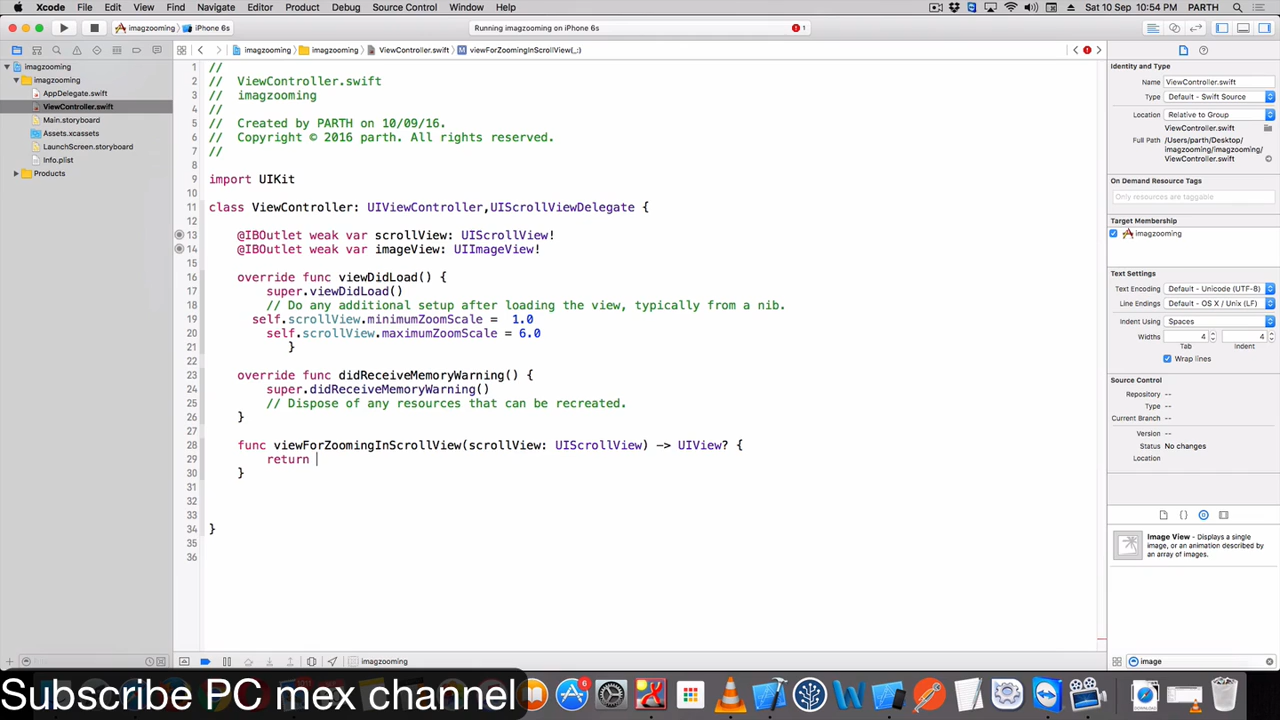 Xcode File Edit View Find Navigate Editor Product Debug Source Control Window Help
Sat 10 Sep 10:54 PM PARTH
imagzooming iPhone 6s
Running imagzooming on iPhone 6s
1
imagzooming imagzooming ViewController.swift viewForZoomingInScrollView(_:)
imagzooming
imagzooming
AppDelegate.swift
ViewController.swift
Main.storyboard
Assets.xcassets
LaunchScreen.storyboard
Info.plist
Products
1 //
2 // ViewController.swift
3 // imagzooming
4 //
5 // Created by PARTH on 10/09/16.
6 // Copyright © 2016 parth. All rights reserved.
7 //
8
9 import UIKit
10
11 class ViewController: UIViewController,UIScrollViewDelegate {
12
13 @IBOutlet weak var scrollView: UIScrollView!
14 @IBOutlet weak var imageView: UIImageView!
15
16 override func viewDidLoad() {
17 super.viewDidLoad()
18 // Do any additional setup after loading the view, typically from a nib.
19 self.scrollView.minimumZoomScale = 1.0
20 self.scrollView.maximumZoomScale = 6.0
21 }
22
23 override func didReceiveMemoryWarning() {
24 super.didReceiveMemoryWarning()
25 // Dispose of any resources that can be recreated.
26 }
27
28 func viewForZoomingInScrollView(scrollView: UIScrollView) -> UIView? {
29 return
30 }
31
32
33
34 }
35
36
Identity and Type
Name ViewController.swift
Type Default - Swift Source
Location Relative to Group
ViewController.swift
Full Path /Users/parth/Desktop/
imagzooming/imagzooming/
ViewController.swift
On Demand Resource Tags
Only resources are taggable
Target Membership
imagzooming
Text Settings
Text Encoding Default - Unicode (UTF-8)
Line Endings Default - OS X / Unix (LF)
Indent Using Spaces
Widths 4 4
Tab Indent
Wrap lines
Source Control
Repository --
Type --
Current Branch --
Version --
Status No changes
Location
Image View - Displays a single
image, or an animation described by
an array of images.
imagzooming
image
Subscribe PC mex channel
6